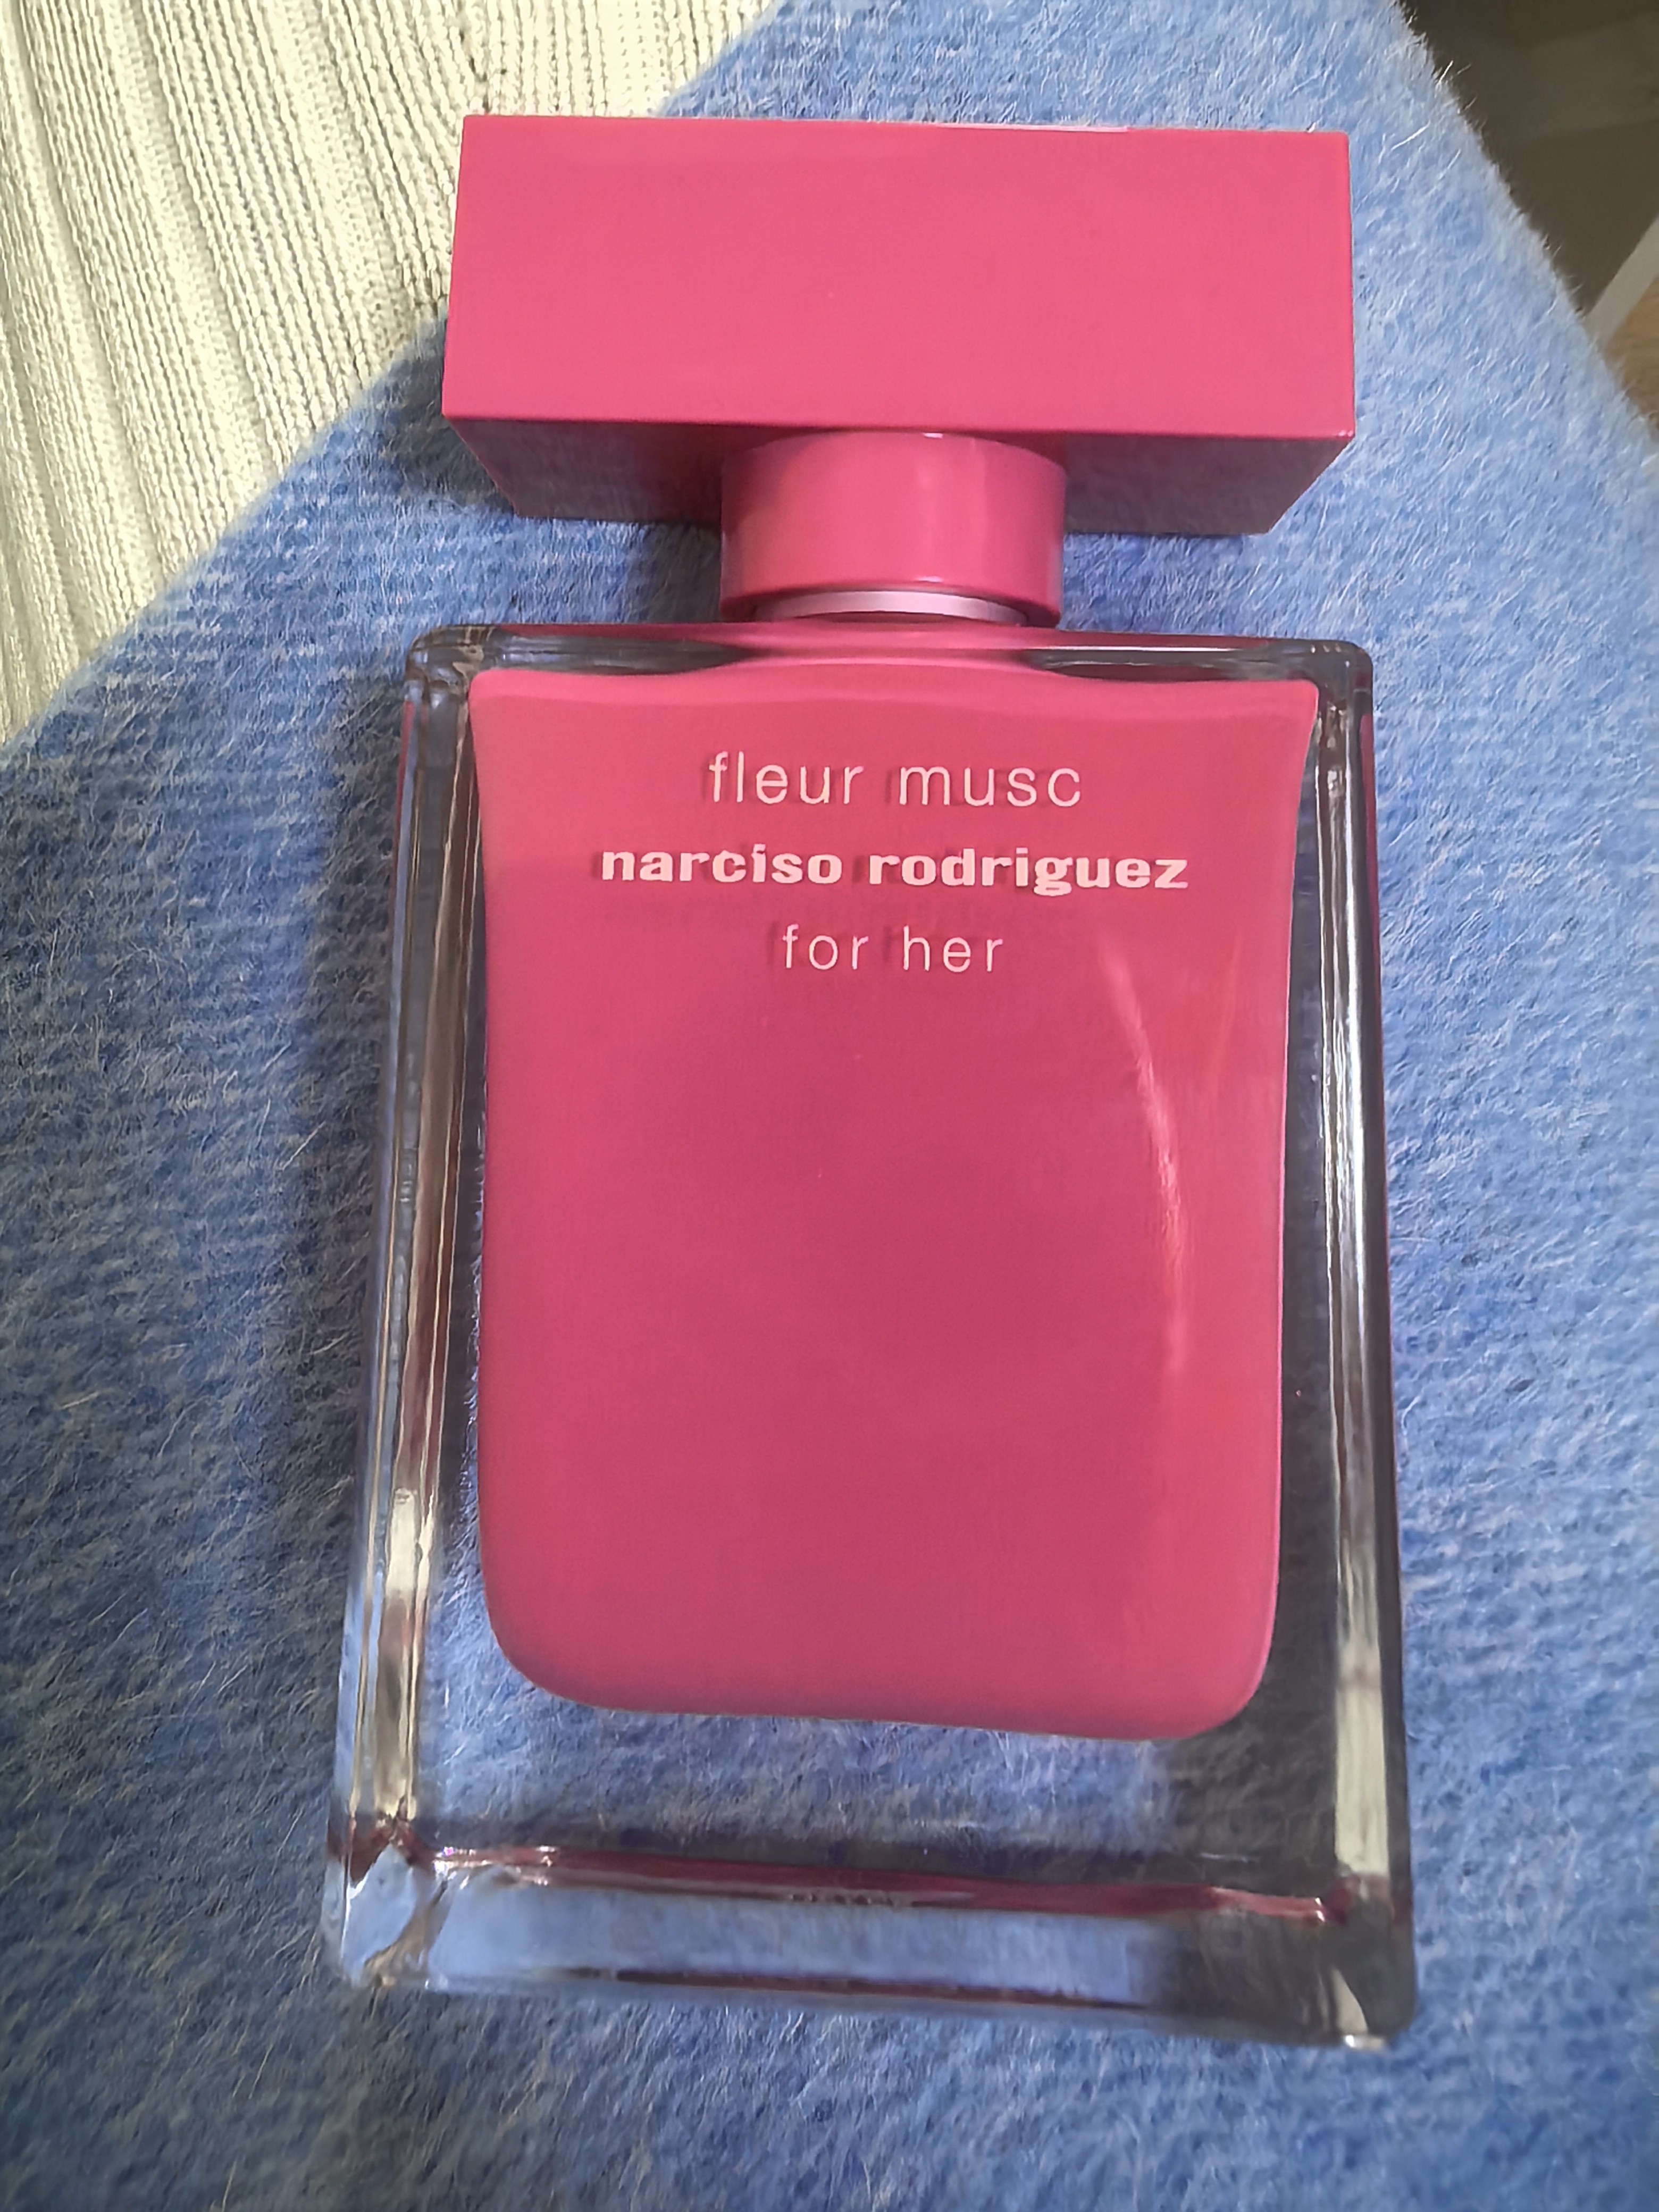 fleur musc
narciso rodriguez
for her